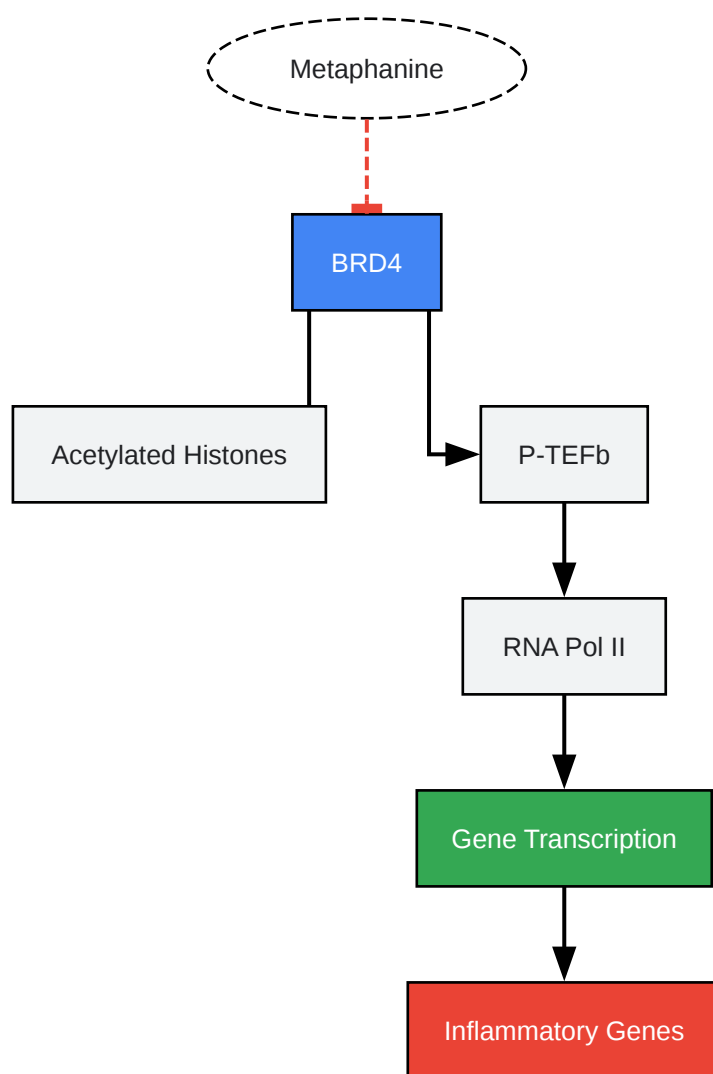 Metaphanine
BRD4
Acetylated Histones
P-TEFb
RNA Pol II
Gene Transcription
Inflammatory Genes